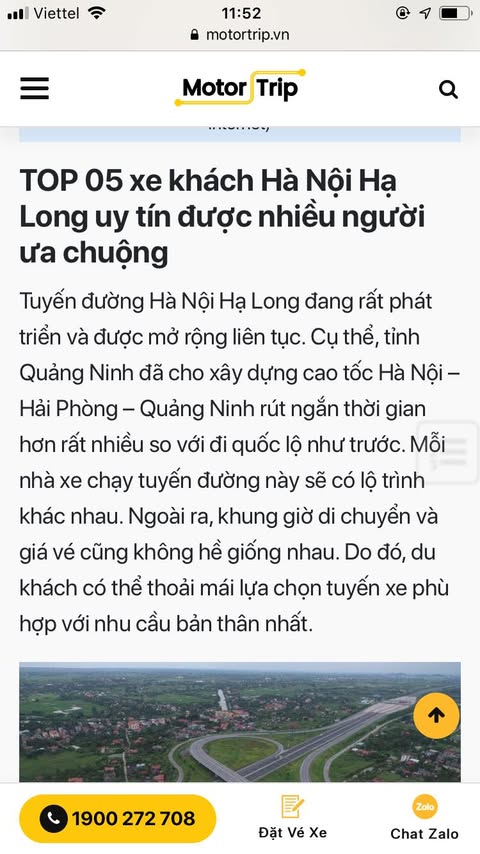 Viettel 11:52
motortrip.vn
Motor Trip
TOP 05 xe khách Hà Nội Hạ
Long uy tín được nhiều người
ưa chuộng
Tuyến đường Hà Nội Hạ Long đang rất phát
triển và được mở rộng liên tục. Cụ thể, tỉnh
Quảng Ninh đã cho xây dựng cao tốc Hà Nội –
Hải Phòng – Quảng Ninh rút ngắn thời gian
hơn rất nhiều so với đi quốc lộ như trước. Mỗi
nhà xe chạy tuyến đường này sẽ có lộ trình
khác nhau. Ngoài ra, khung giờ di chuyển và
giá vé cũng không hề giống nhau. Do đó, du
khách có thể thoải mái lựa chọn tuyến xe phù
hợp với nhu cầu bản thân nhất.
1900 272 708
Đặt Vé Xe
Zalo
Chat Zalo